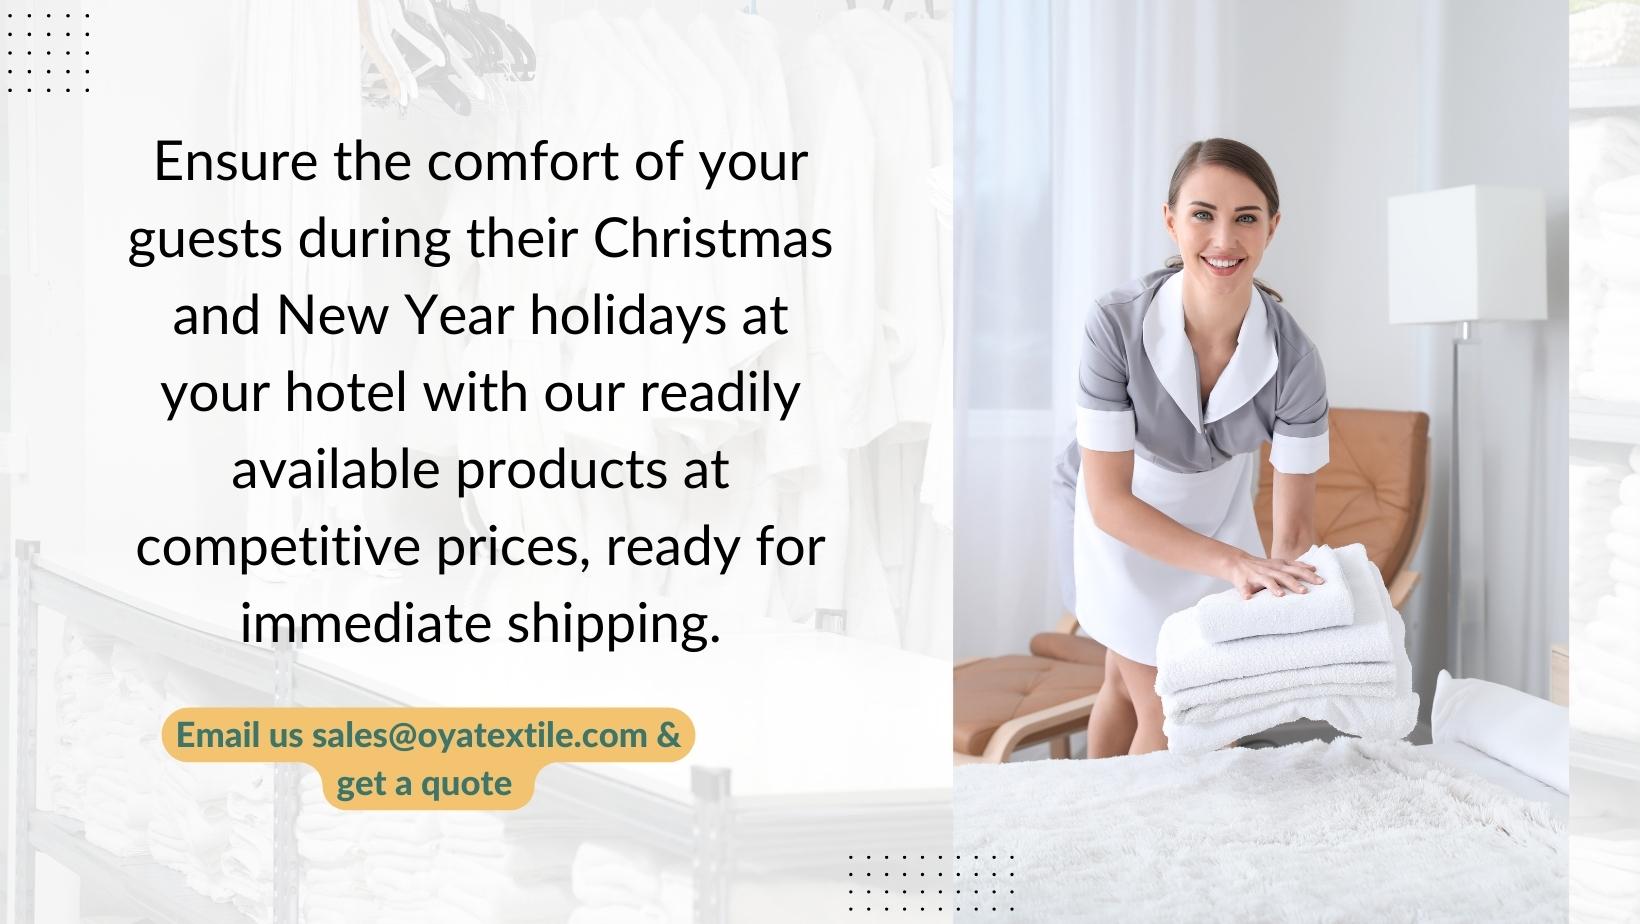 Ensure the comfort of your
guests during their Christmas
and New Year holidays at
your hotel with our readily
available products at
competitive prices, ready for
immediate shipping.
Email us sales@oyatextile.com &
get a quote